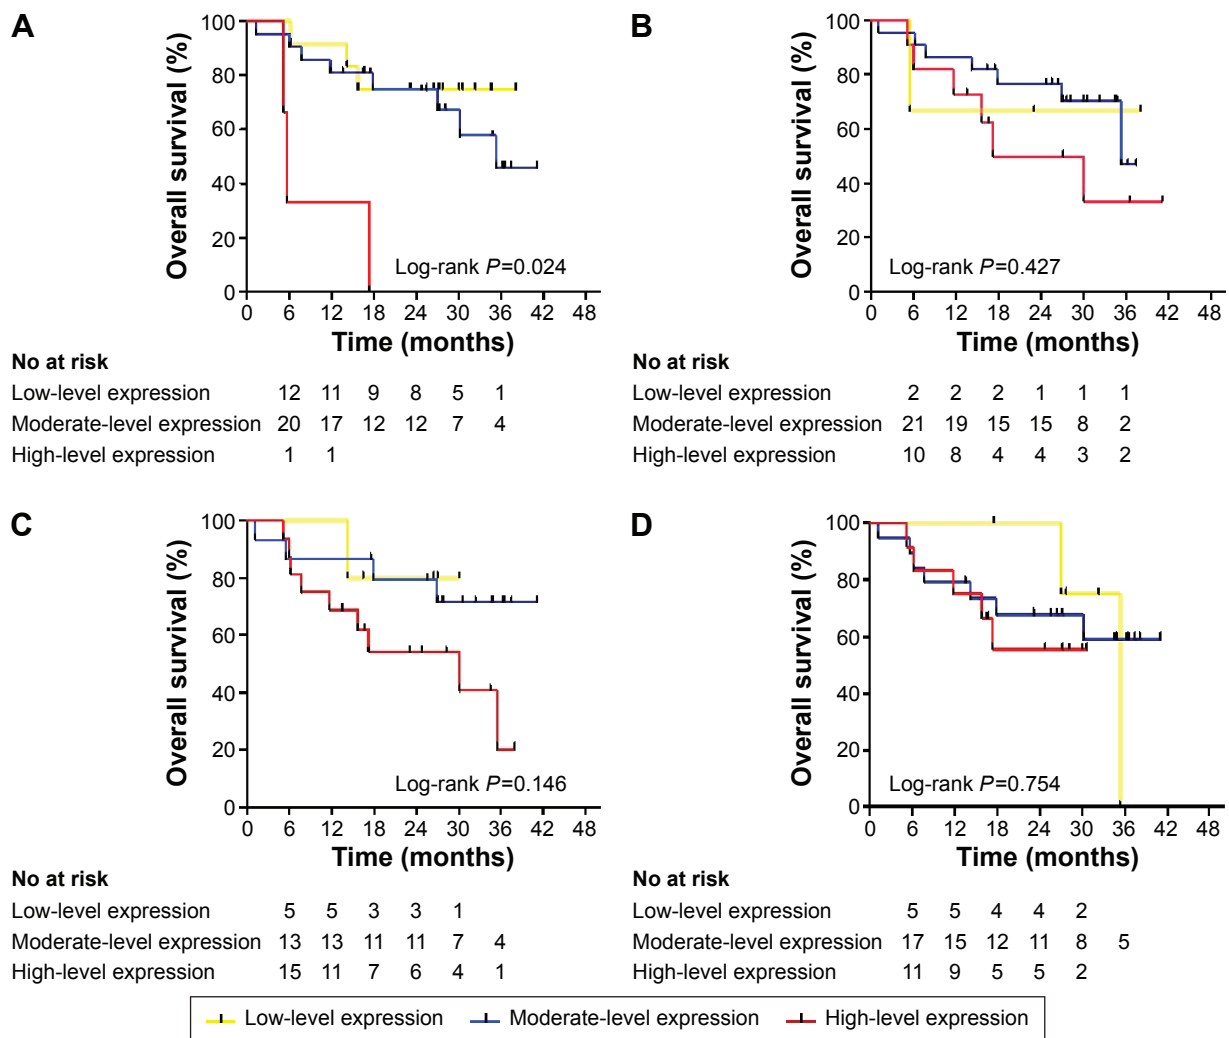 A
Overall survival (%)
100
80
60
40
20
0
Log-rank P=0.024
0 6 12 18 24 30 36 42 48
Time (months)
No at risk
Low-level expression 12 11 9 8 5 1
Moderate-level expression 20 17 12 12 7 4
High-level expression 1 1
B
Overall survival (%)
100
80
60
40
20
0
Log-rank P=0.427
0 6 12 18 24 30 36 42 48
Time (months)
No at risk
Low-level expression 2 2 2 1 1 1
Moderate-level expression 21 19 15 15 8 2
High-level expression 10 8 4 4 3 2
C
Overall survival (%)
100
80
60
40
20
0
Log-rank P=0.146
0 6 12 18 24 30 36 42 48
Time (months)
No at risk
Low-level expression 5 5 3 3 1
Moderate-level expression 13 13 11 11 7 4
High-level expression 15 11 7 6 4 1
D
Overall survival (%)
100
80
60
40
20
0
Log-rank P=0.754
0 6 12 18 24 30 36 42 48
Time (months)
No at risk
Low-level expression 5 5 4 4 2
Moderate-level expression 17 15 12 11 8 5
High-level expression 11 9 5 5 2
Low-level expression Moderate-level expression High-level expression